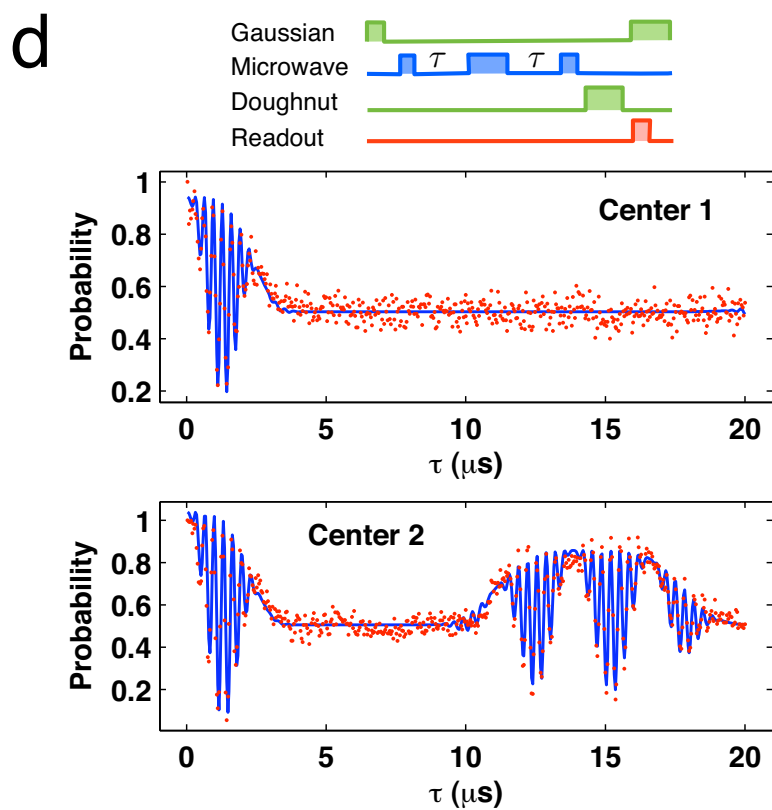 d
Gaussian
Microwave τ τ
Doughnut
Readout
Center 1
Probability
1
0.8
0.6
0.4
0.2
0 5 10 15 20
τ (μs)
Center 2
Probability
1
0.8
0.6
0.4
0.2
0 5 10 15 20
τ (μs)